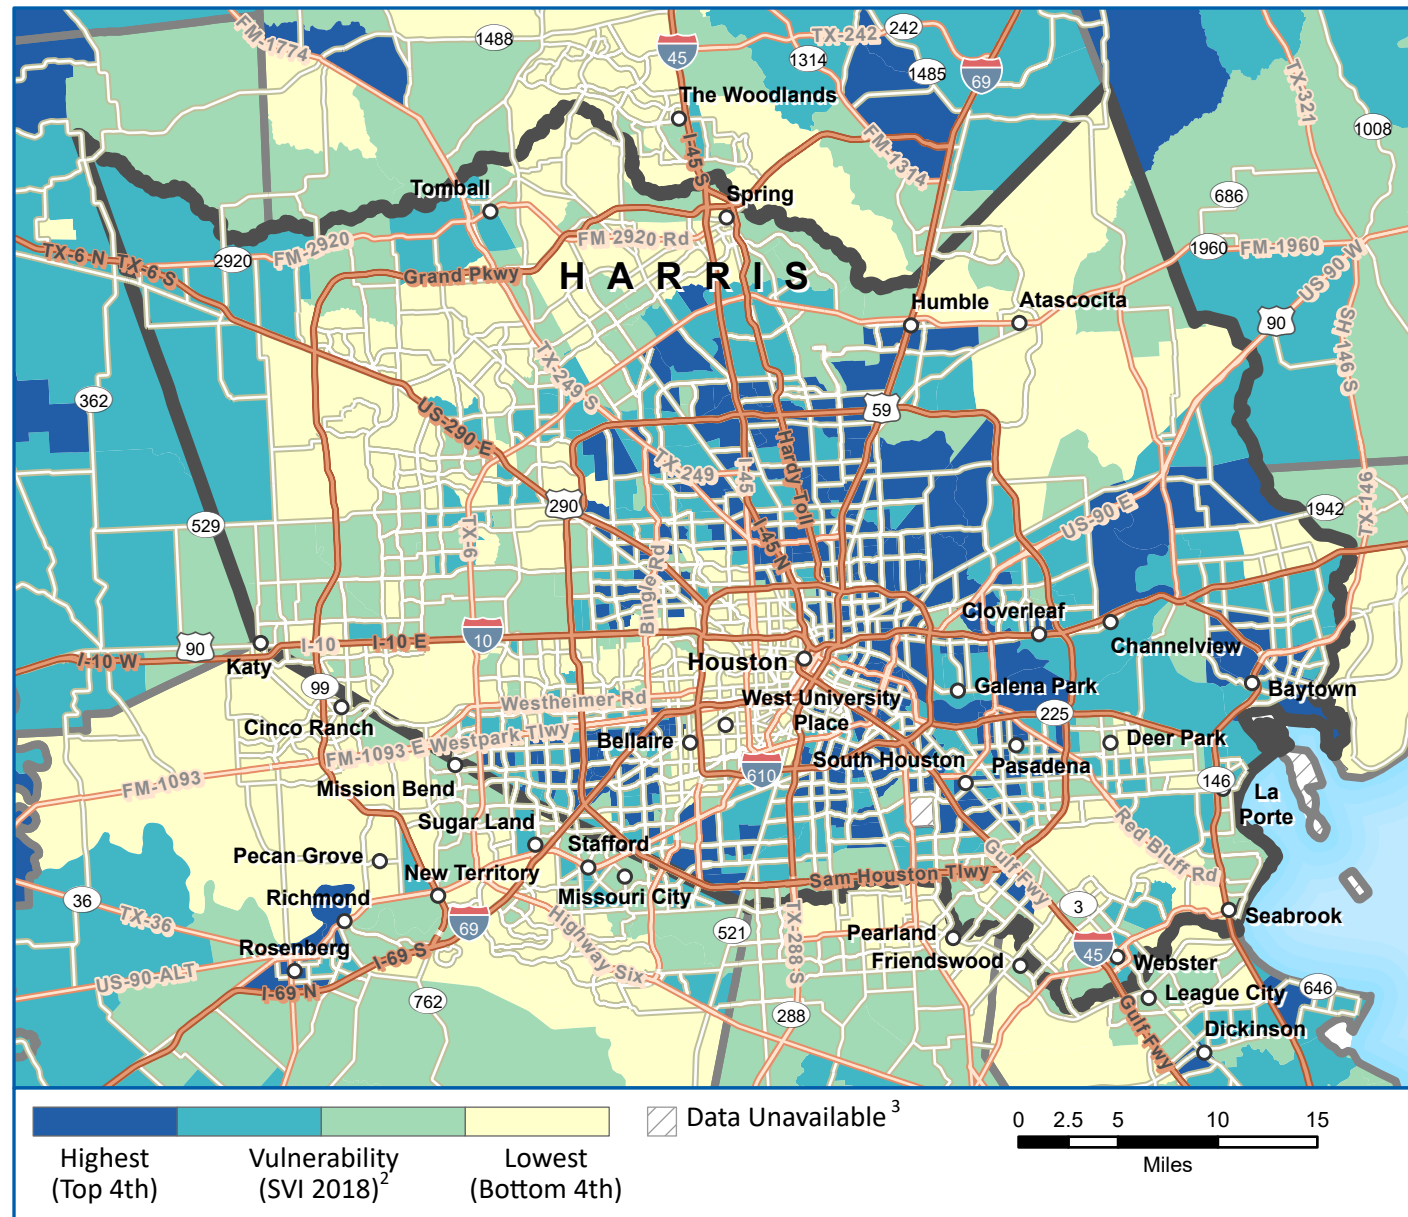 FM-1774
1488
45
TX-242
242
1314
1485
69
TX-321
1008
The Woodlands
I-45 S
FM-1314
Tomball
Spring
686
FM 2920 Rd
1960
FM-1960
TX-6 N
TX-6 S
2920
FM-2920
Grand Pkwy
HARRIS
US-90 W
Humble
Atascocita
90
SH 146 S
TX-249 S
362
US-290 E
59
Hardy Toll
TX-249
I-45
290
TX-146
1942
529
TX-6
I-45 N
US-90 E
Bingle Rd
Cloverleaf
90
I-10
I-10 E
10
Channelview
I-10 W
Katy
Houston
99
Galena Park
Baytown
Westheimer Rd
West University
Place
225
Cinco Ranch
FM-1093 E
Westpark Tlwy
Bellaire
Deer Park
South Houston
Pasadena
610
146
FM-1093
Mission Bend
La
Porte
Sugar Land
Stafford
Red Bluff Rd
Pecan Grove
New Territory
Gulf Fwy
Sam Houston Tlwy
Richmond
Missouri City
36
TX-36
69
Highway Six
521
TX-288 S
3
Seabrook
Rosenberg
Pearland
I-69 S
Friendswood
45
Webster
US-90-ALT
I-69 N
762
League City
646
288
Gulf Fwy
Dickinson
Data Unavailable 3
0 2.5 5 10 15
Miles
Highest
(Top 4th)
Vulnerability
(SVI 2018)2
Lowest
(Bottom 4th)